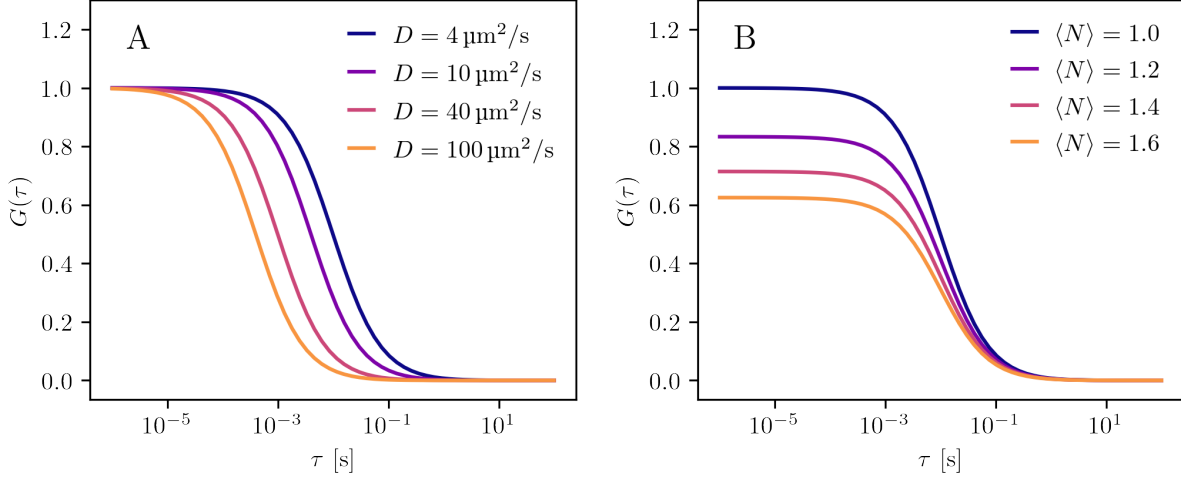 A
D = 4 µm²/s
D = 10 µm²/s
D = 40 µm²/s
D = 100 µm²/s
1.2
1.0
0.8
0.6
0.4
0.2
0.0
G(τ)
10⁻⁵
10⁻³
10⁻¹
10¹
τ [s]
B
⟨N⟩ = 1.0
⟨N⟩ = 1.2
⟨N⟩ = 1.4
⟨N⟩ = 1.6
1.2
1.0
0.8
0.6
0.4
0.2
0.0
G(τ)
10⁻⁵
10⁻³
10⁻¹
10¹
τ [s]